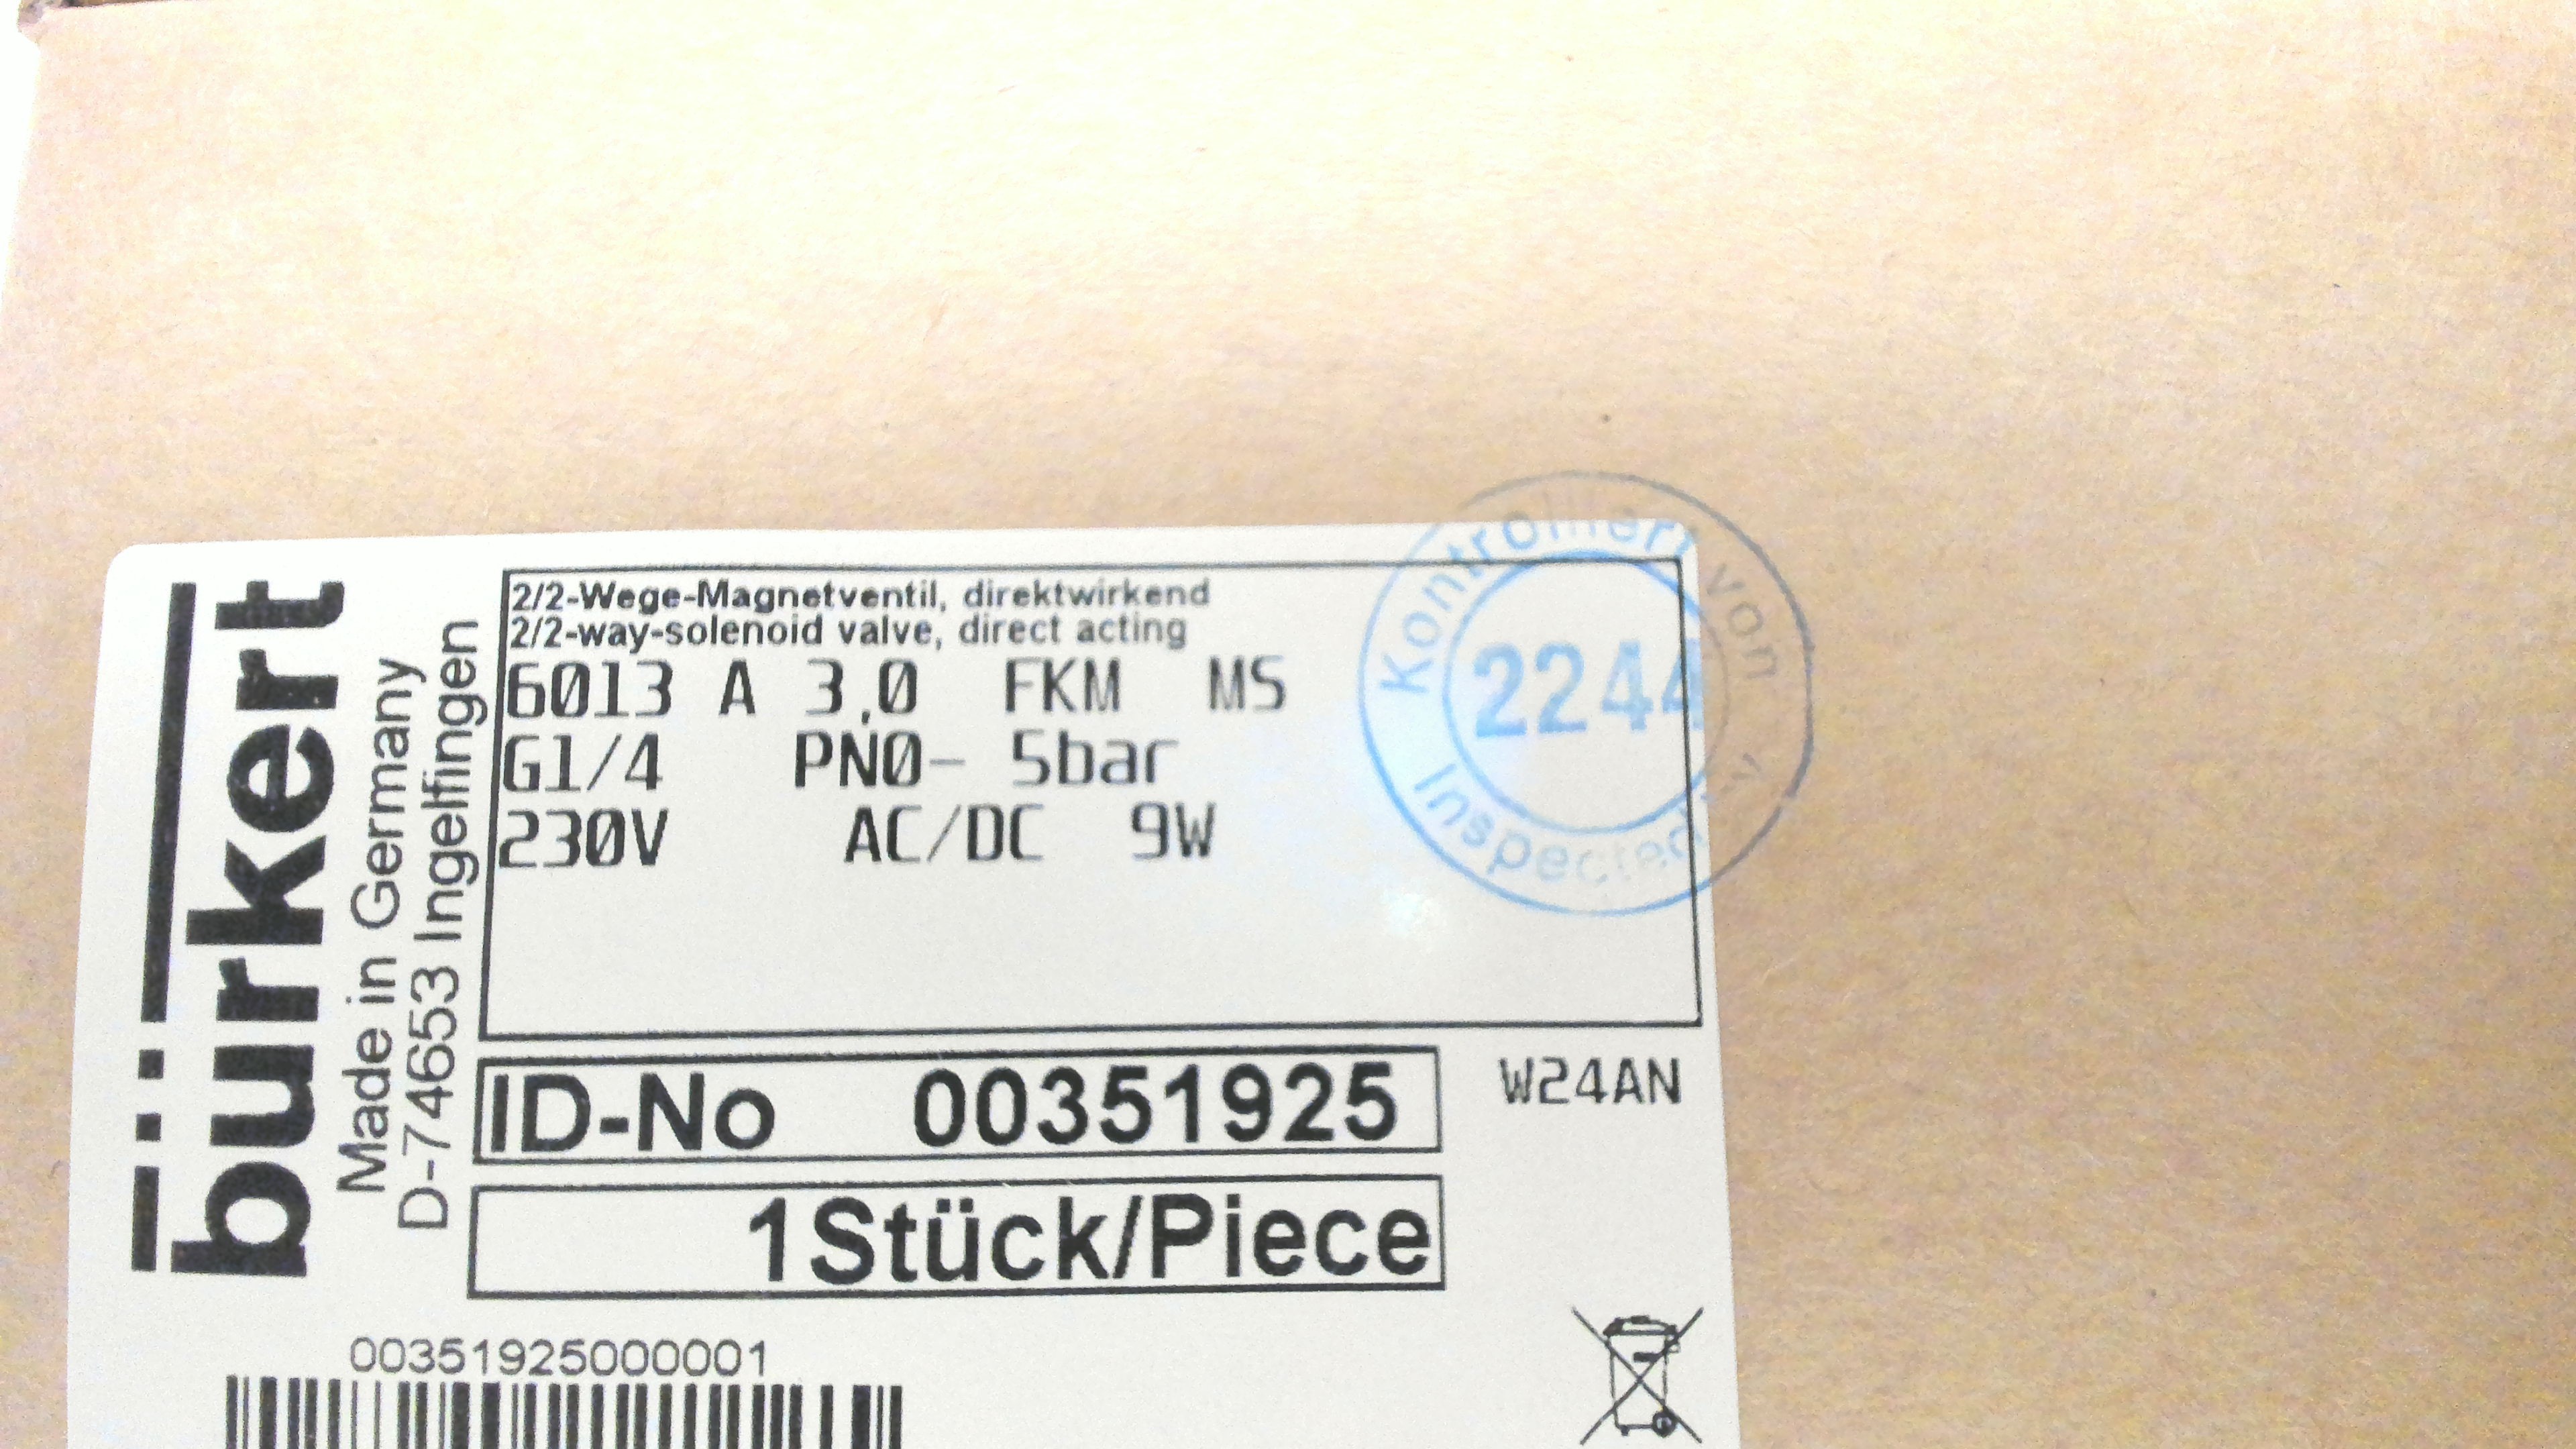 bürkert
Made in Germany
D-74653 Ingelfingen
2/2-Wege-Magnetventil, direktwirkend
2/2-way-solenoid valve, direct acting
6013 A 3,0 FKM MS
G1/4 PN0- 5bar
230V AC/DC 9W
Kontrolliert von
2244
Inspected
ID-No 00351925
W24AN
1Stück/Piece
00351925000001